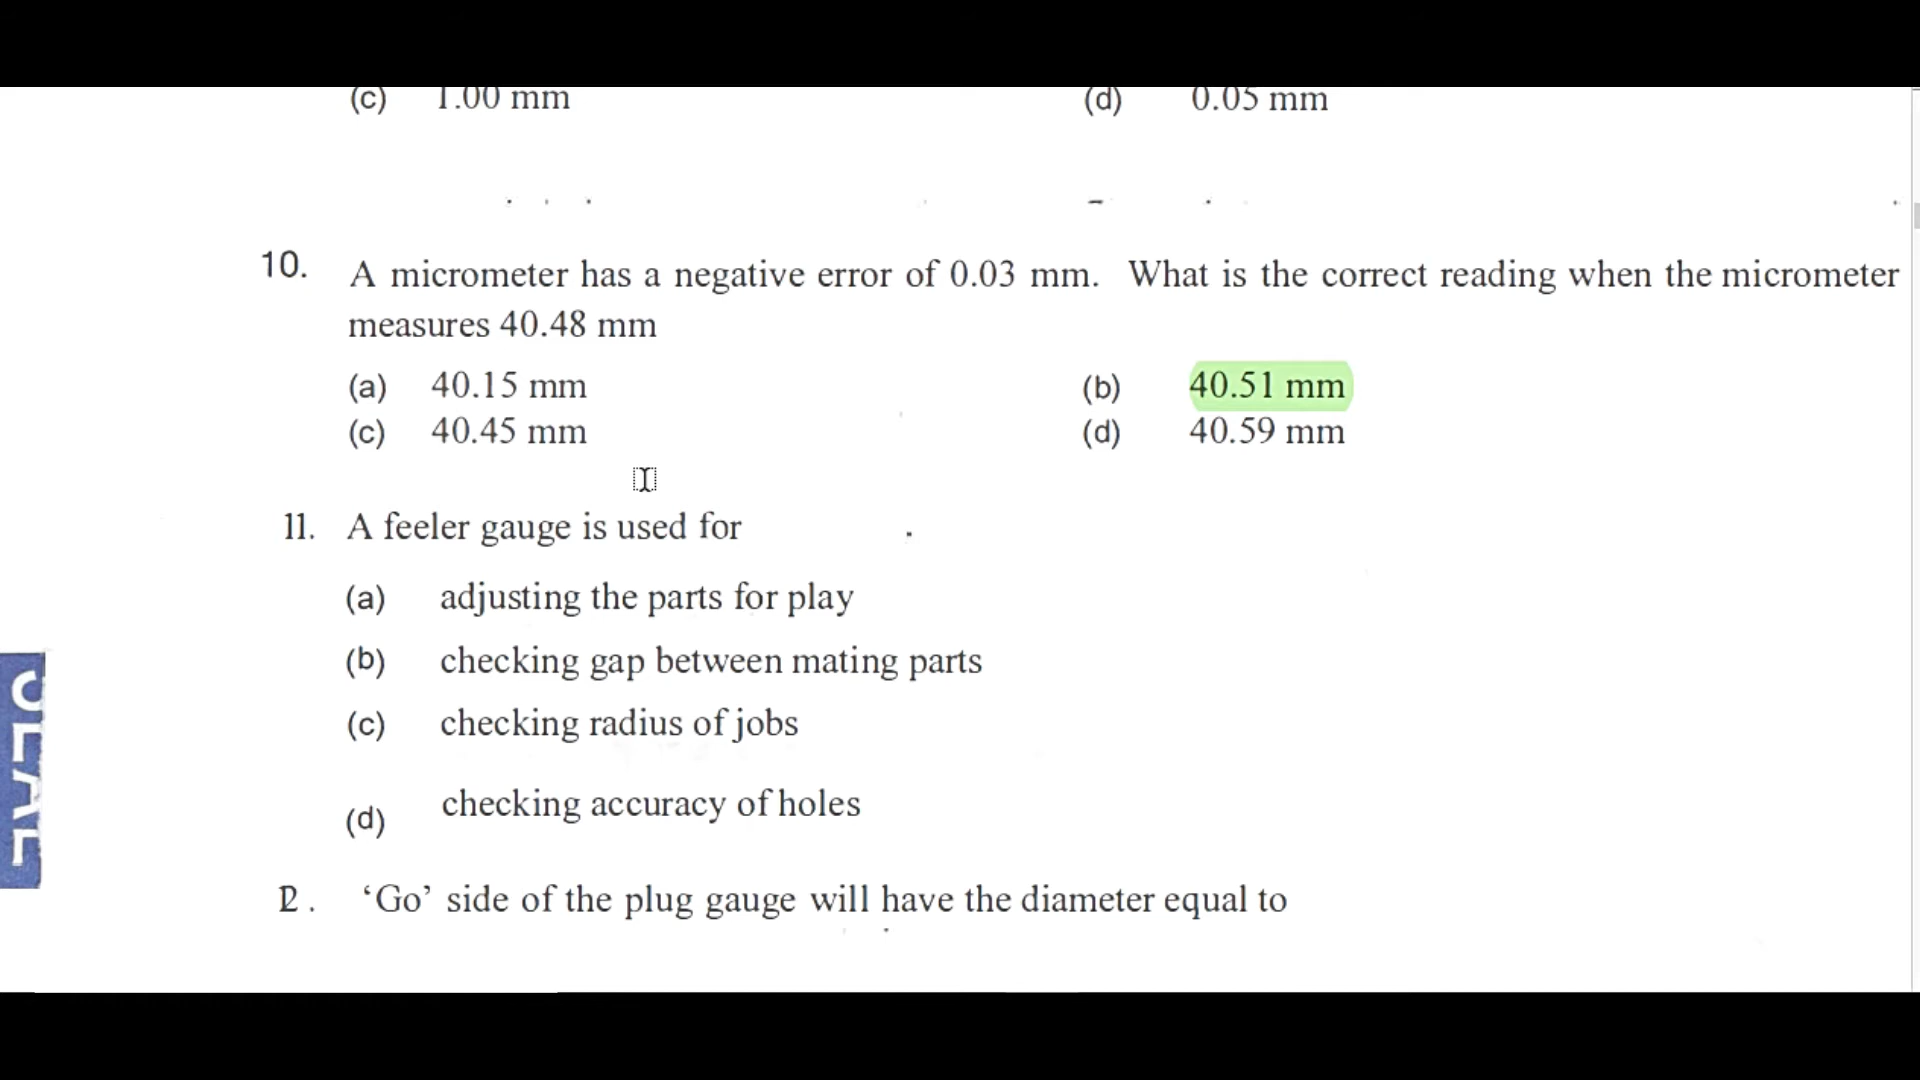 (c) 1.00 mm (d) 0.05 mm
10. A micrometer has a negative error of 0.03 mm. What is the correct reading when the micrometer
measures 40.48 mm
(a) 40.15 mm (b) 40.51 mm
(c) 40.45 mm (d) 40.59 mm
11. A feeler gauge is used for
(a) adjusting the parts for play
(b) checking gap between mating parts
(c) checking radius of jobs
(d) checking accuracy of holes
12. ‘Go’ side of the plug gauge will have the diameter equal to